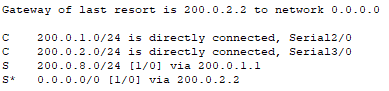 Gateway of last resort is 200.0.2.2 to network 0.0.0.0
C 200.0.1.0/24 is directly connected, Serial2/0
C 200.0.2.0/24 is directly connected, Serial3/0
S 200.0.8.0/24 [1/0] via 200.0.1.1
S* 0.0.0.0/0 [1/0] via 200.0.2.2